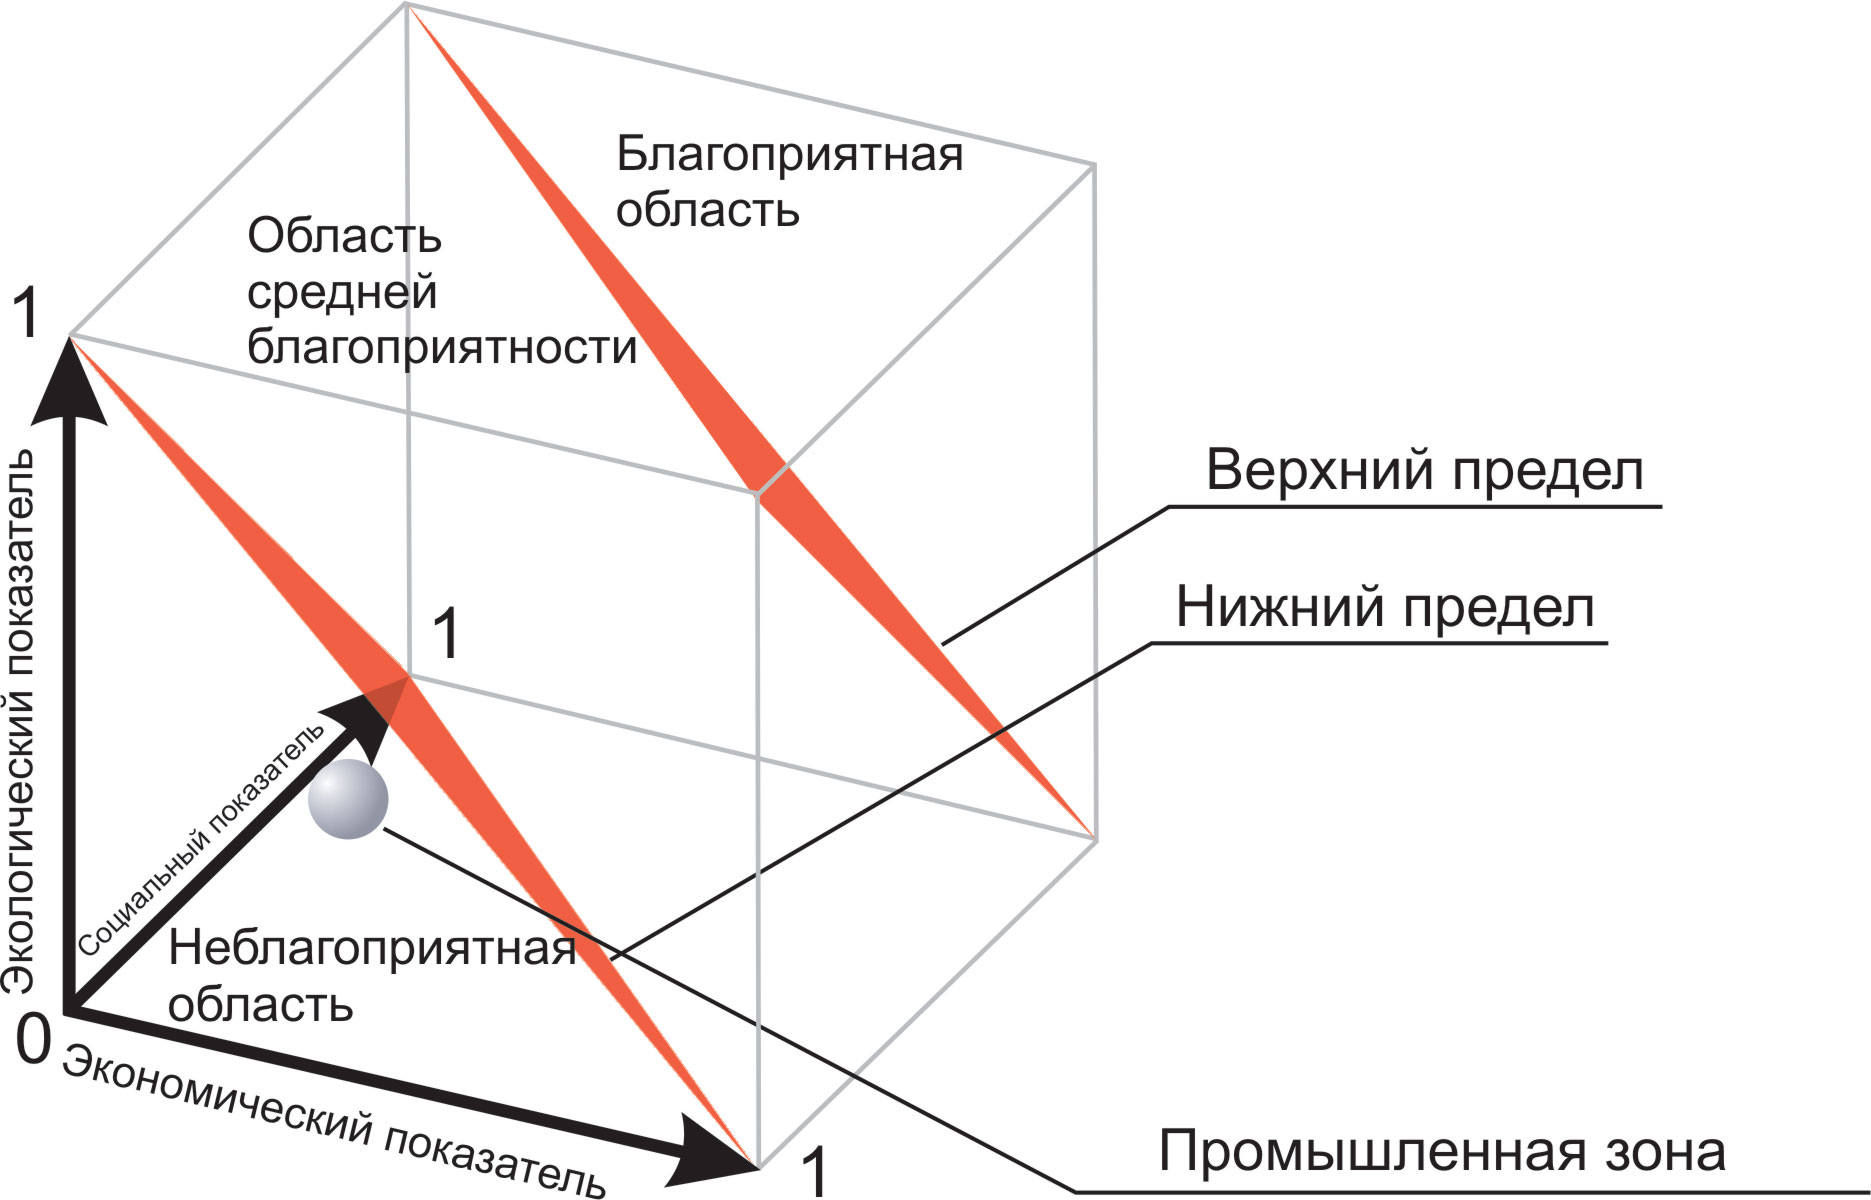 Благоприятная
область
Область
средней
благоприятности
1
Верхний предел
Нижний предел
1
Экологический показатель
Социальный показатель
Неблагоприятная
область
0
Экономический показатель
1
Промышленная зона